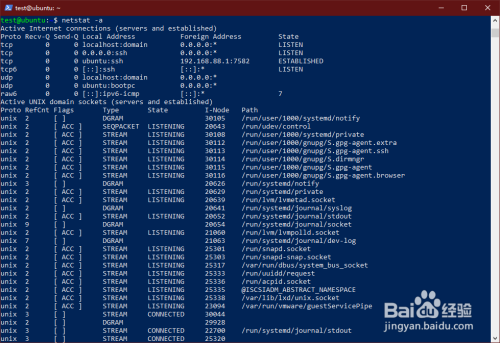 test@ubuntu: ~
test@ubuntu:~$ netstat -a
Active Internet connections (servers and established)
Proto Recv-Q Send-Q Local Address Foreign Address State
tcp 0 0 localhost:domain 0.0.0.0:* LISTEN
tcp 0 0 0.0.0.0:ssh 0.0.0.0:* LISTEN
tcp 0 0 ubuntu:ssh 192.168.88.1:7582 ESTABLISHED
tcp6 0 0 [::]:ssh [::]:* LISTEN
udp 0 0 localhost:domain 0.0.0.0:*
udp 0 0 ubuntu:bootpc 0.0.0.0:*
raw6 0 0 [::]:ipv6-icmp [::]:* 7
Active UNIX domain sockets (servers and established)
Proto RefCnt Flags Type State I-Node Path
unix 2 [ ] DGRAM 30105 /run/user/1000/systemd/notify
unix 2 [ ACC ] SEQPACKET LISTENING 20643 /run/udev/control
unix 2 [ ACC ] STREAM LISTENING 30108 /run/user/1000/systemd/private
unix 2 [ ACC ] STREAM LISTENING 30112 /run/user/1000/gnupg/S.gpg-agent.extra
unix 2 [ ACC ] STREAM LISTENING 30113 /run/user/1000/gnupg/S.gpg-agent.ssh
unix 2 [ ACC ] STREAM LISTENING 30114 /run/user/1000/gnupg/S.dirmngr
unix 2 [ ACC ] STREAM LISTENING 30115 /run/user/1000/gnupg/S.gpg-agent
unix 2 [ ACC ] STREAM LISTENING 30116 /run/user/1000/gnupg/S.gpg-agent.browser
unix 3 [ ] DGRAM 20626 /run/systemd/notify
unix 2 [ ACC ] STREAM LISTENING 20629 /run/systemd/private
unix 2 [ ACC ] STREAM LISTENING 20639 /run/lvm/lvmetad.socket
unix 2 [ ] DGRAM 20641 /run/systemd/journal/syslog
unix 2 [ ACC ] STREAM LISTENING 20652 /run/systemd/journal/stdout
unix 9 [ ] DGRAM 20654 /run/systemd/journal/socket
unix 2 [ ACC ] STREAM LISTENING 21060 /run/lvm/lvmpolld.socket
unix 7 [ ] DGRAM 21063 /run/systemd/journal/dev-log
unix 2 [ ACC ] STREAM LISTENING 25301 /run/snapd.socket
unix 2 [ ACC ] STREAM LISTENING 25303 /run/snapd-snap.socket
unix 2 [ ACC ] STREAM LISTENING 25317 /var/run/dbus/system_bus_socket
unix 2 [ ACC ] STREAM LISTENING 25333 /run/uuidd/request
unix 2 [ ACC ] STREAM LISTENING 25336 /run/acpid.socket
unix 2 [ ACC ] STREAM LISTENING 25335 @ISCSIADM_ABSTRACT_NAMESPACE
unix 2 [ ACC ] STREAM LISTENING 25338 /var/lib/lxd/unix.socket
unix 2 [ ACC ] STREAM LISTENING 23094 /var/run/vmware/guestServicePipe
unix 3 [ ] STREAM CONNECTED 30044
unix 2 [ ] DGRAM 29928
unix 3 [ ] STREAM CONNECTED 22700 /run/systemd/journal/stdout
unix 3 [ ] STREAM CONNECTED 25320
Baidu 经验
jingyan.baidu.com